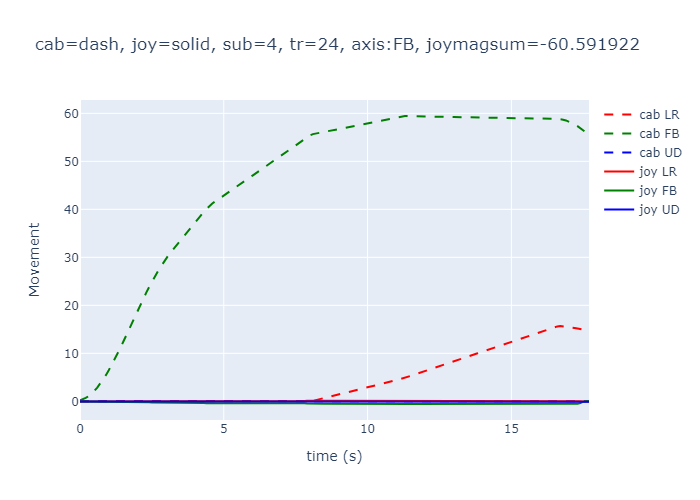 cab=dash, joy=solid, sub=4, tr=24, axis:FB, joymagsum=-60.591922
60
50
40
30
20
10
0
Movement
0
5
10
15
time (s)
cab LR
cab FB
cab UD
joy LR
joy FB
joy UD